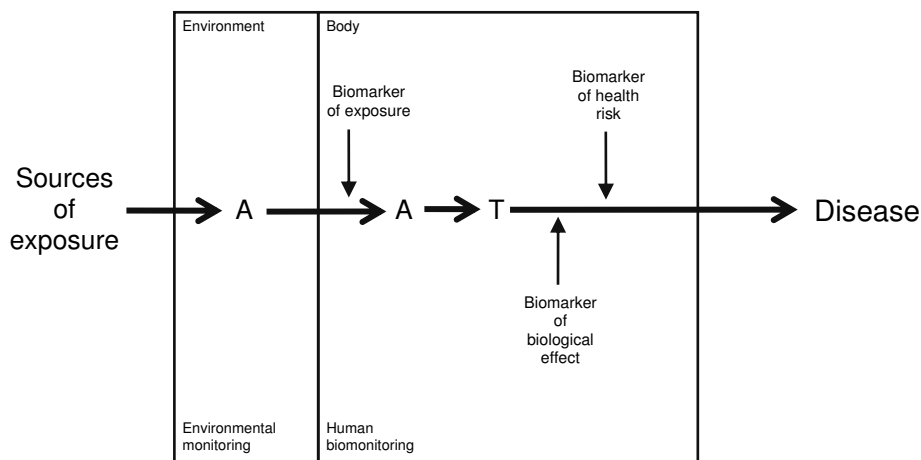 Environment
Body
Biomarker
of exposure
Biomarker
of health
risk
Sources
of
exposure
A
A
T
Disease
Biomarker
of
biological
effect
Environmental
monitoring
Human
biomonitoring